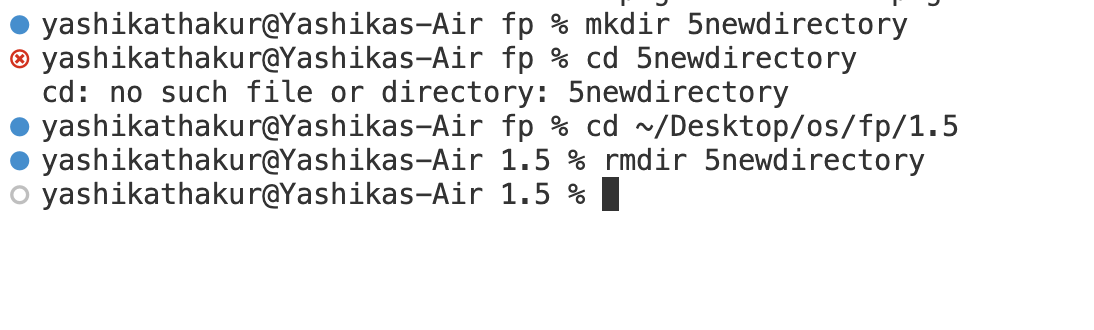 yashikathakur@Yashikas-Air fp % mkdir 5newdirectory
yashikathakur@Yashikas-Air fp % cd 5newdirectory
cd: no such file or directory: 5newdirectory
yashikathakur@Yashikas-Air fp % cd ~/Desktop/os/fp/1.5
yashikathakur@Yashikas-Air 1.5 % rmdir 5newdirectory
yashikathakur@Yashikas-Air 1.5 %